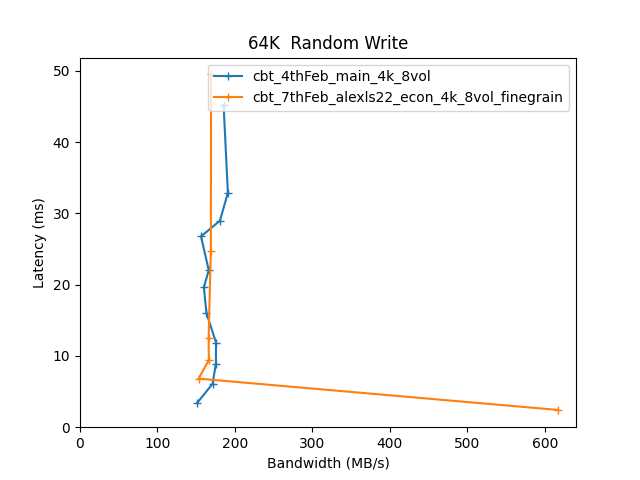 64K  Random Write
cbt_4thFeb_main_4k_8vol
cbt_7thFeb_alexls22_econ_4k_8vol_finegrain
50
40
30
20
10
0
Latency (ms)
0 100 200 300 400 500 600
Bandwidth (MB/s)